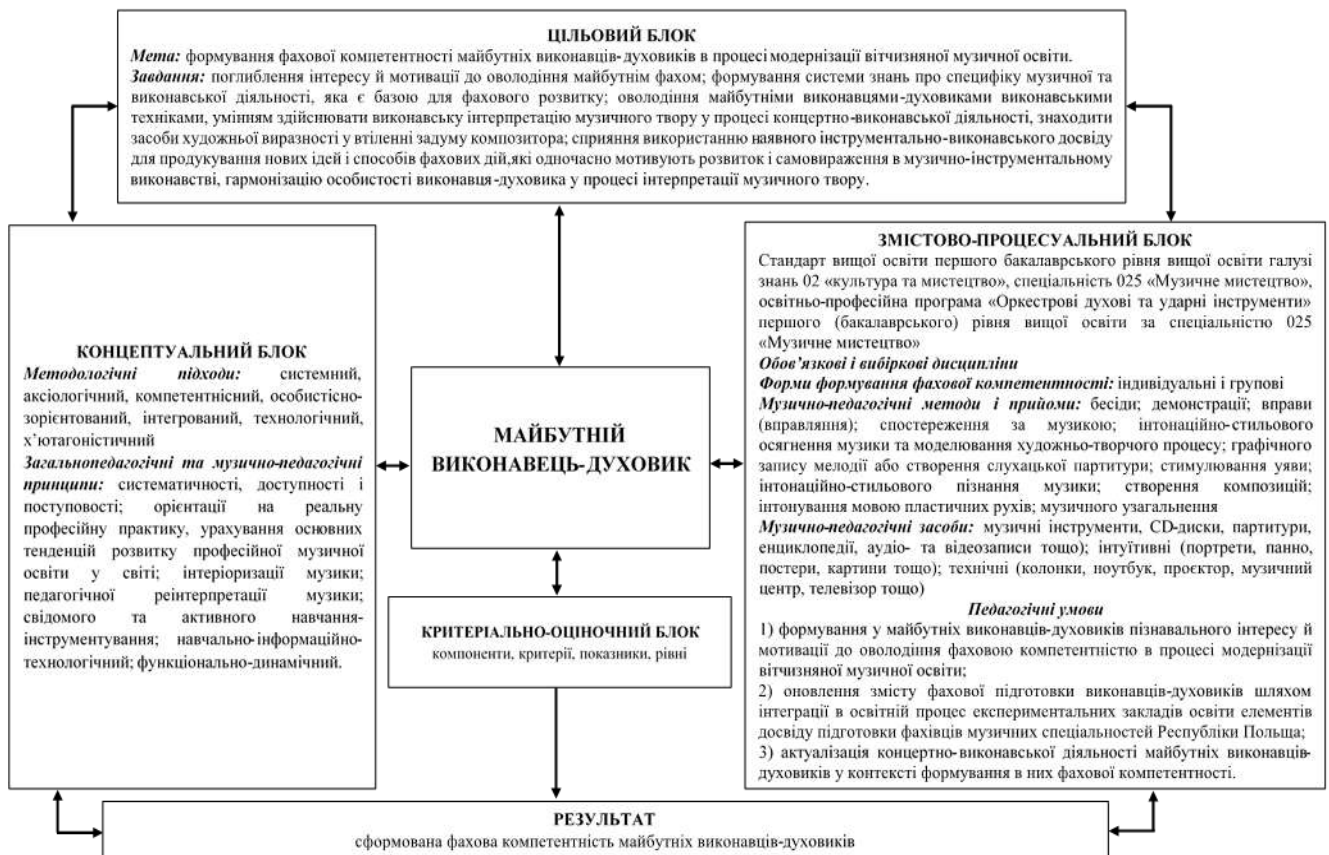 ЦІЛЬОВИЙ БЛОК
Мета: формування фахової компетентності майбутніх виконавців-духовиків в процесі модернізації вітчизняної музичної освіти.
Завдання: поглиблення інтересу й мотивації до оволодіння майбутнім фахом; формування системи знань про специфіку музичної та
виконавської діяльності, яка є базою для фахового розвитку; оволодіння майбутніми виконавцями-духовиками виконавськими
техніками, умінням здійснювати виконавську інтерпретацію музичного твору у процесі концертно-виконавської діяльності, знаходити
засоби художньої виразності у втіленні задуму композитора; сприяння використанню наявного інструментально-виконавського досвіду
для продукування нових ідей і способів фахових дій,які одночасно мотивують розвиток і самовираження в музично-інструментальному
виконавстві, гармонізацію особистості виконавця-духовика у процесі інтерпретації музичного твору.
КОНЦЕПТУАЛЬНИЙ БЛОК
Методологічні підходи: системний,
аксіологічний, компетентнісний, особистісно-
зорієнтований, інтегрований, технологічний,
х’ютагоністичний
Загальнопедагогічні та музично-педагогічні
принципи: систематичності, доступності і
поступовості; орієнтації на реальну
професійну практику, урахування основних
тенденцій розвитку професійної музичної
освіти у світі; інтеріоризації музики;
педагогічної реінтерпретації музики;
свідомого та активного навчання-
інструментування; навчально-інформаційно-
технологічний; функціонально-динамічний.
МАЙБУТНІЙ
ВИКОНАВЕЦЬ-ДУХОВИК
КРИТЕРІАЛЬНО-ОЦІНОЧНИЙ БЛОК
компоненти, критерії, показники, рівні
ЗМІСТОВО-ПРОЦЕСУАЛЬНИЙ БЛОК
Стандарт вищої освіти першого бакалаврського рівня вищої освіти галузі
знань 02 «культура та мистецтво», спеціальність 025 «Музичне мистецтво»,
освітньо-професійна програма «Оркестрові духові та ударні інструменти»
першого (бакалаврського) рівня вищої освіти за спеціальністю 025
«Музичне мистецтво»
Обов’язкові і вибіркові дисципліни
Форми формування фахової компетентності: індивідуальні і групові
Музично-педагогічні методи і прийоми: бесіди; демонстрації; вправи
(вправляння); спостереження за музикою; інтонаційно-стильового
осягнення музики та моделювання художньо-творчого процесу; графічного
запису мелодії або створення слухацької партитури; стимулювання уяви;
інтонаційно-стильового пізнання музики; створення композицій;
інтонування мовою пластичних рухів; музичного узагальнення
Музично-педагогічні засоби: музичні інструменти, CD-диски, партитури,
енциклопедії, аудіо- та відеозаписи тощо); інтуїтивні (портрети, панно,
постери, картини тощо); технічні (колонки, ноутбук, проєктор, музичний
центр, телевізор тощо)
Педагогічні умови
1) формування у майбутніх виконавців-духовиків пізнавального інтересу й
мотивації до оволодіння фаховою компетентністю в процесі модернізації
вітчизняної музичної освіти;
2) оновлення змісту фахової підготовки виконавців-духовиків шляхом
інтеграції в освітній процес експериментальних закладів освіти елементів
досвіду підготовки фахівців музичних спеціальностей Республіки Польща;
3) актуалізація концертно-виконавської діяльності майбутніх виконавців-
духовиків у контексті формування в них фахової компетентності.
РЕЗУЛЬТАТ
сформована фахова компетентність майбутніх виконавців-духовиків